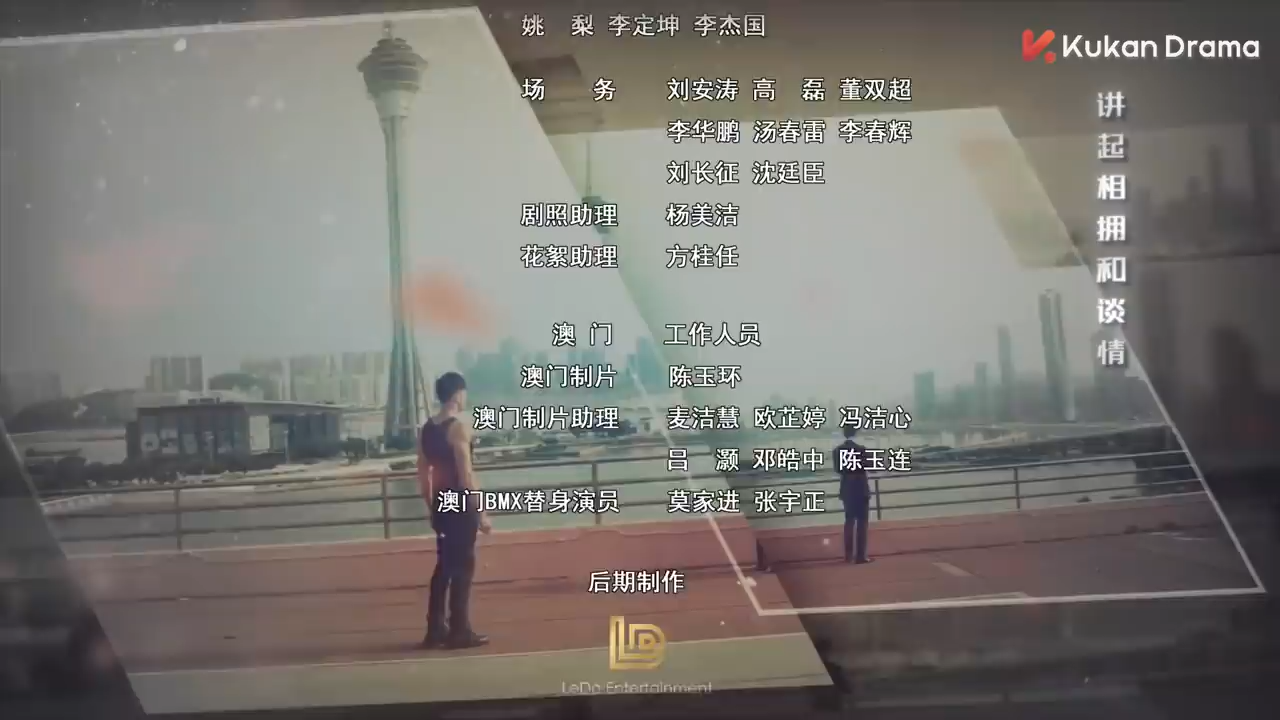 姚 梨 李定坤 李杰国
Kukan Drama
场 务 刘安涛 高 磊 董双超
李华鹏 汤春雷 李春辉
刘长征 沈廷臣
剧照助理 杨美洁
花絮助理 方桂任
讲起相拥和谈情
澳 门 工作人员
澳门制片 陈玉环
澳门制片助理 麦洁慧 欧芷婷 冯洁心
吕 灏 邓皓中 陈玉连
澳门BMX替身演员 莫家进 张宇正
后期制作
LeDa Entertainment